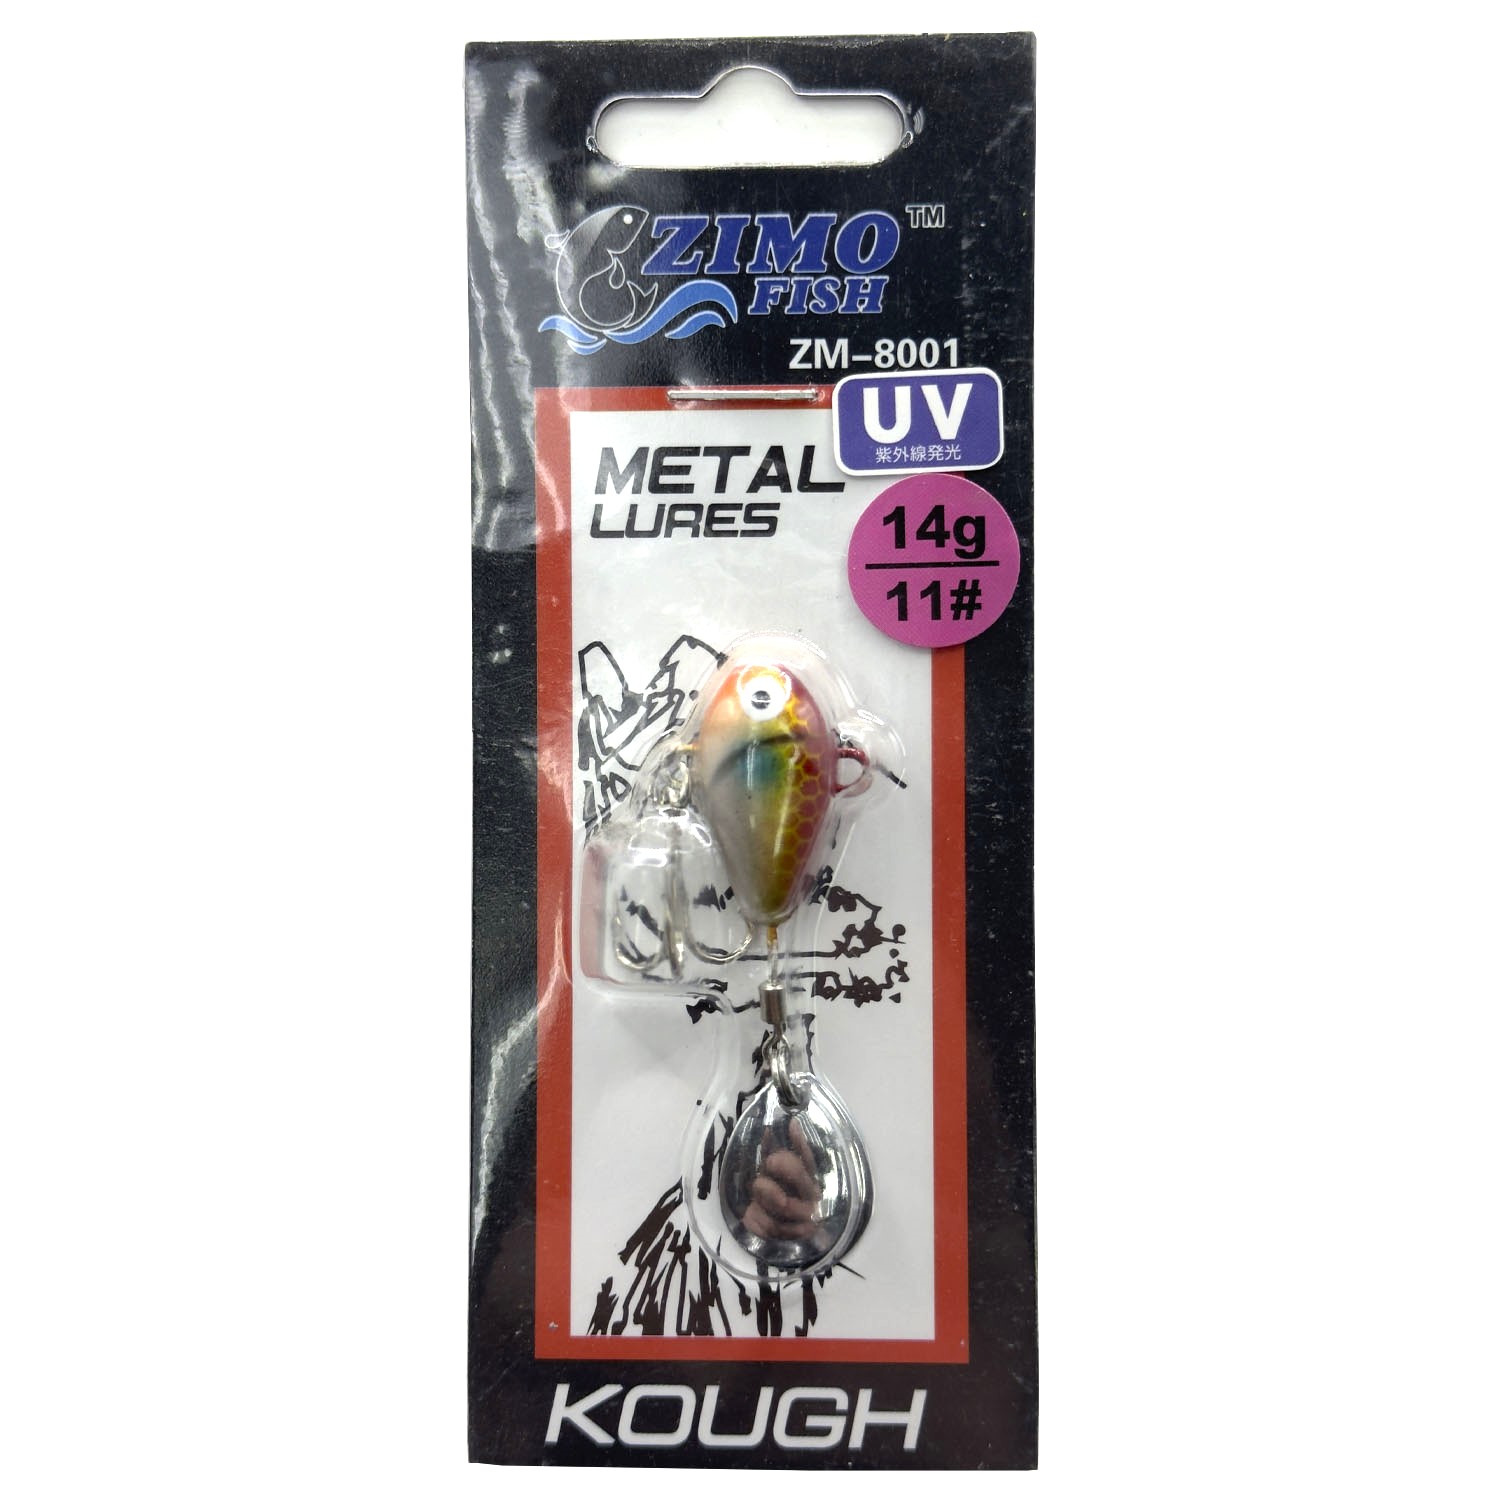 ZIMO TM
FISH
ZM-8001
UV
紫外線発光
METAL
LURES
14g
11#
KOUGH